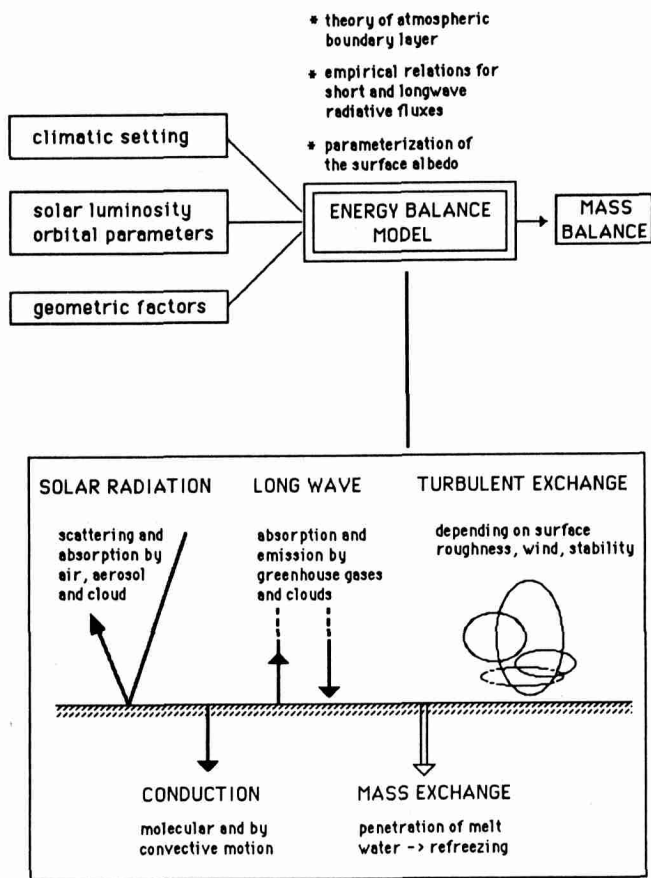 * theory of atmospheric
boundary layer
* empirical relations for
short and longwave
radiative fluxes
* parameterization of
the surface albedo
climatic setting
solar luminosity
orbital parameters
geometric factors
ENERGY BALANCE
MODEL
MASS
BALANCE
SOLAR RADIATION
scattering and
absorption by
air, aerosol
and cloud
LONG WAVE
absorption and
emission by
greenhouse gases
and clouds
TURBULENT EXCHANGE
depending on surface
roughness, wind, stability
CONDUCTION
molecular and by
convective motion
MASS EXCHANGE
penetration of melt
water -> refreezing